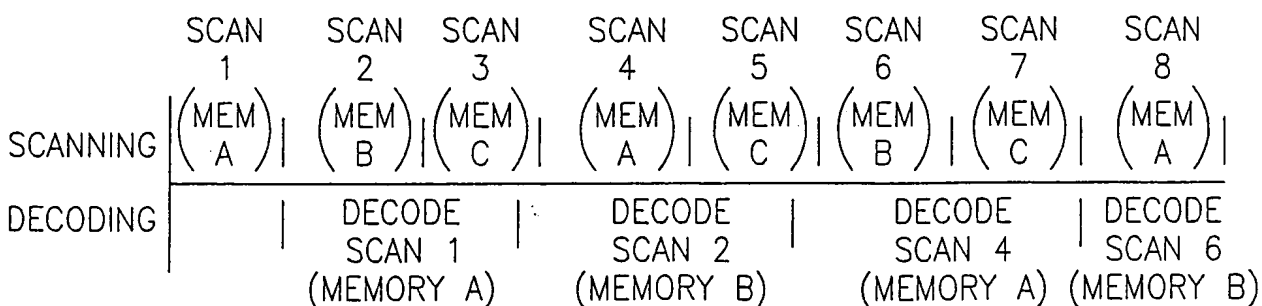 SCAN SCAN SCAN SCAN SCAN SCAN SCAN SCAN
1 2 3 4 5 6 7 8
SCANNING (MEM A) (MEM B) (MEM C) (MEM A) (MEM C) (MEM B) (MEM C) (MEM A)
DECODING DECODE DECODE DECODE DECODE
SCAN 1 SCAN 2 SCAN 4 SCAN 6
(MEMORY A) (MEMORY B) (MEMORY A) (MEMORY B)